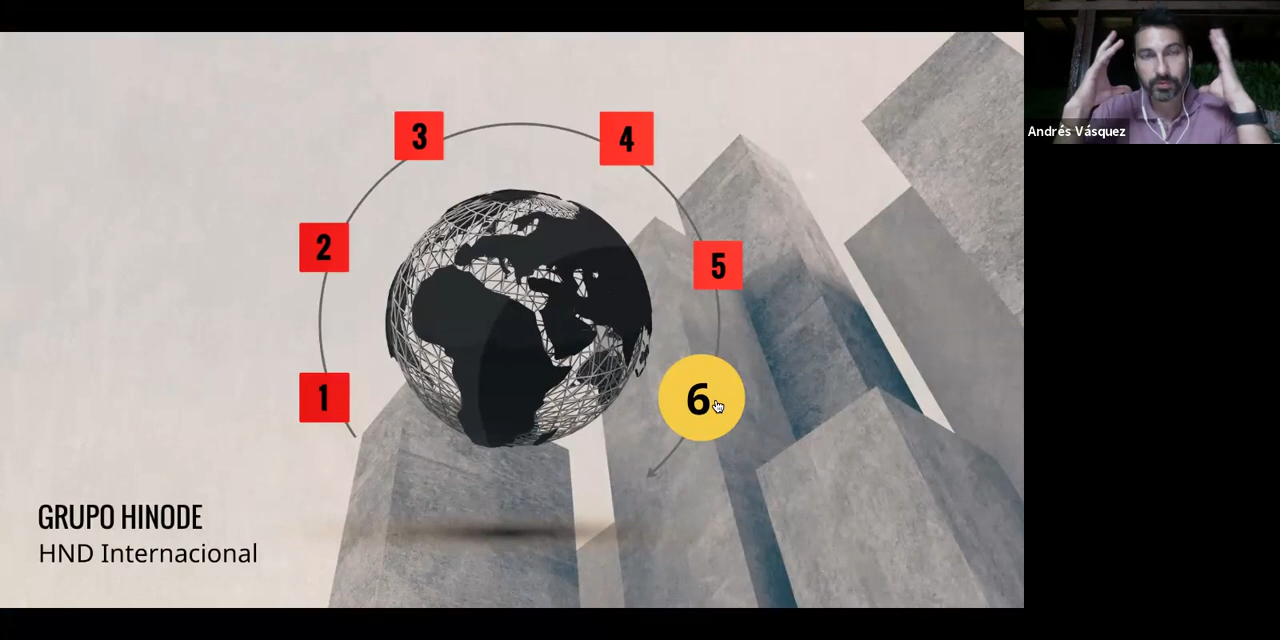 3
4
2
5
1
6
GRUPO HINODE
HND Internacional
Andrés Vásquez